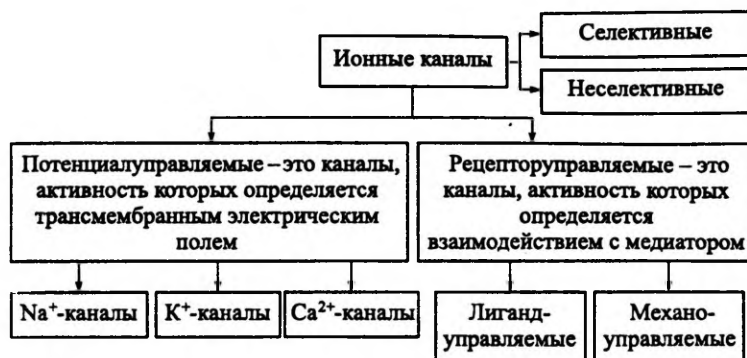 Ионные каналы
Селективные
Неселективные
Потенциалуправляемые – это каналы,
активность которых определяется
трансмембранным электрическим
полем
Рецепторуправляемые – это
каналы, активность которых
определяется
взаимодействием с медиатором
Na⁺-каналы
K⁺-каналы
Ca²⁺-каналы
Лиганд-
управляемые
Механо-
управляемые